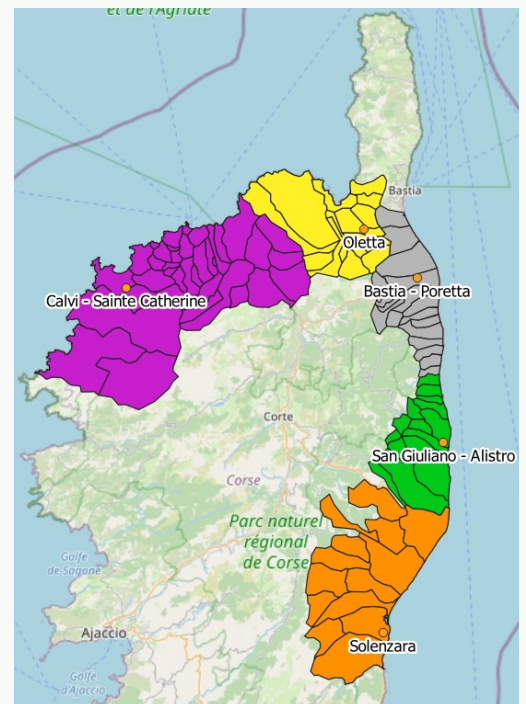 et de l'Agriate
Bastia
Oletta
Bastia - Poretta
Calvi - Sainte Catherine
Corte
San Giuliano - Alistro
Corse
Parc naturel
régional
de Corse
Golfe
de Sagone
Ajaccio
Solenzara
Golfe
d'Ajaccio